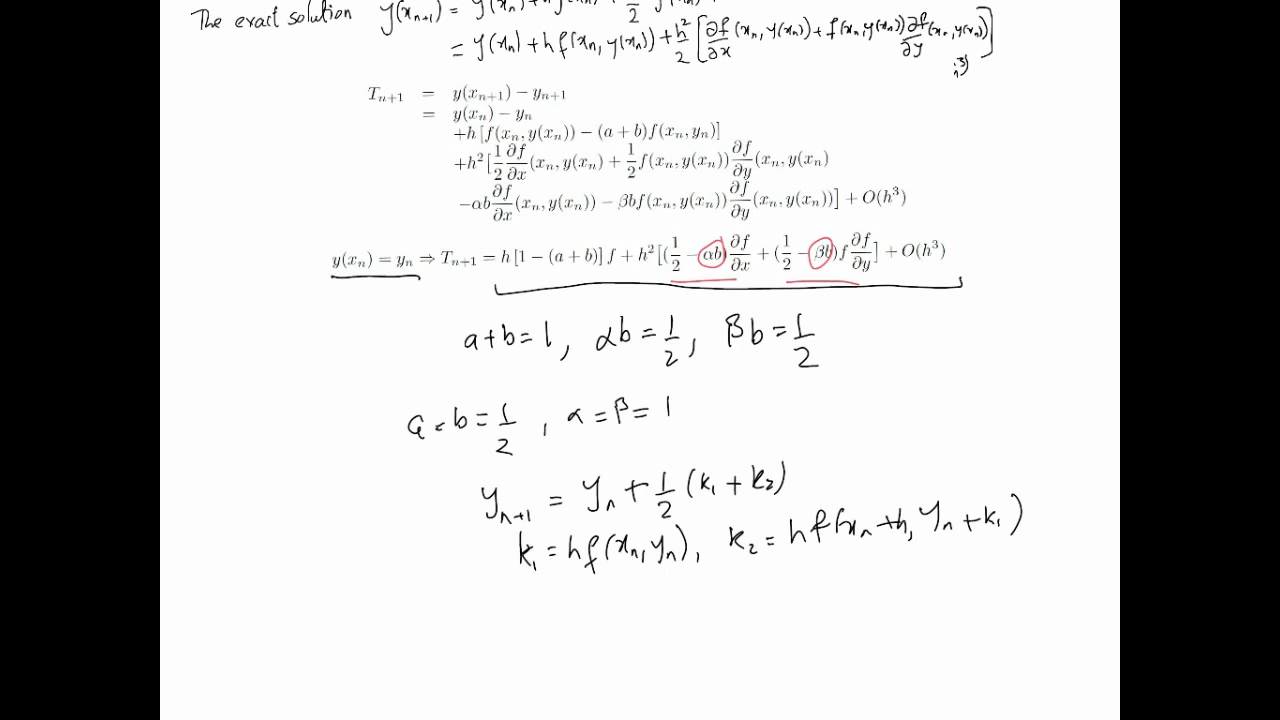 The exact solution y(x_{n+1}) =
= y(x_n) + h f(x_n, y(x_n)) + h²/2 [∂f/∂x (x_n, y(x_n)) + f(x_n, y(x_n)) ∂f/∂y (x_n, y(x_n))]
T_{n+1} = y(x_{n+1}) − y_{n+1}
= y(x_n) − y_n
+h [f(x_n, y(x_n)) − (a + b)f(x_n, y_n)]
+h²[1/2 ∂f/∂x (x_n, y(x_n) + 1/2 f(x_n, y(x_n)) ∂f/∂y (x_n, y(x_n)
−αb ∂f/∂x (x_n, y(x_n)) − βbf(x_n, y(x_n)) ∂f/∂y (x_n, y(x_n))] + O(h³)
y(x_n) = y_n ⇒ T_{n+1} = h [1 − (a + b)] f + h²[(1/2 − αb) ∂f/∂x + (1/2 − βb)f ∂f/∂y] + O(h³)
a+b=1, αb = 1/2, βb = 1/2
a = b = 1/2, α = β = 1
y_{n+1} = y_n + 1/2 (k_1 + k_2)
k_1 = hf(x_n, y_n), k_2 = hf(x_n + h, y_n + k_1)